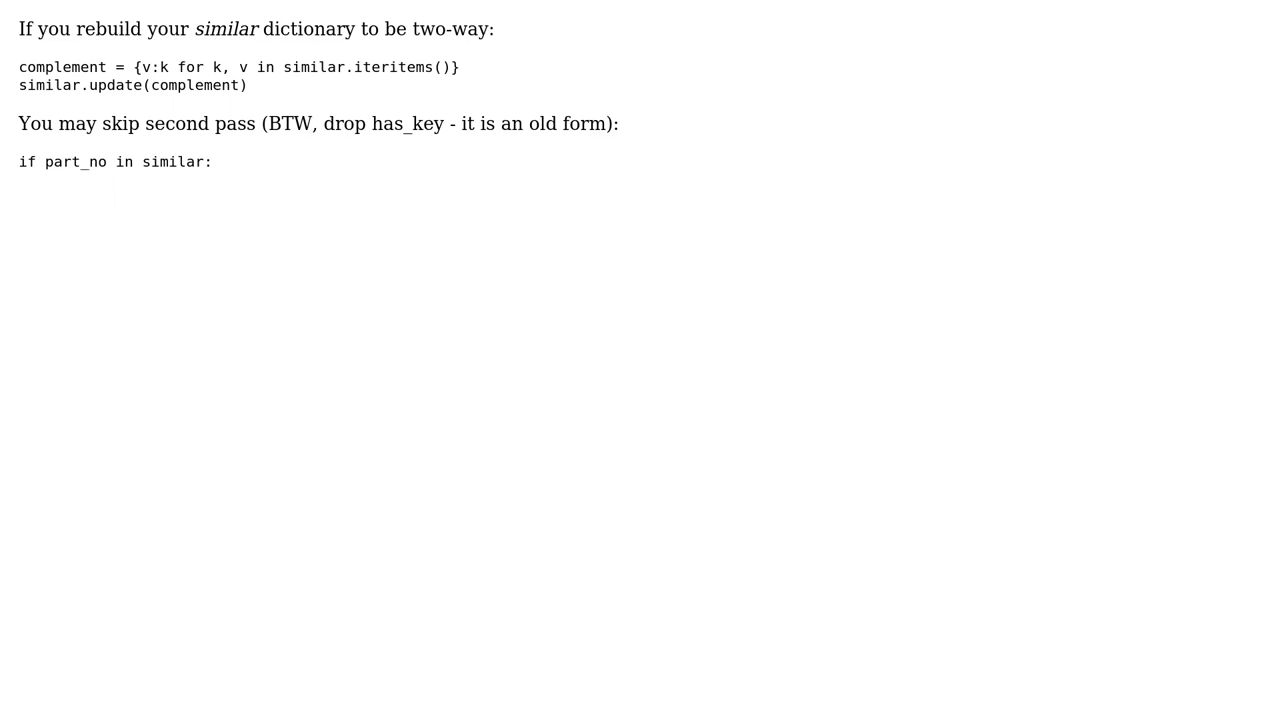 If you rebuild your similar dictionary to be two-way:
complement = {v:k for k, v in similar.iteritems()}
similar.update(complement)
You may skip second pass (BTW, drop has_key - it is an old form):
if part_no in similar: